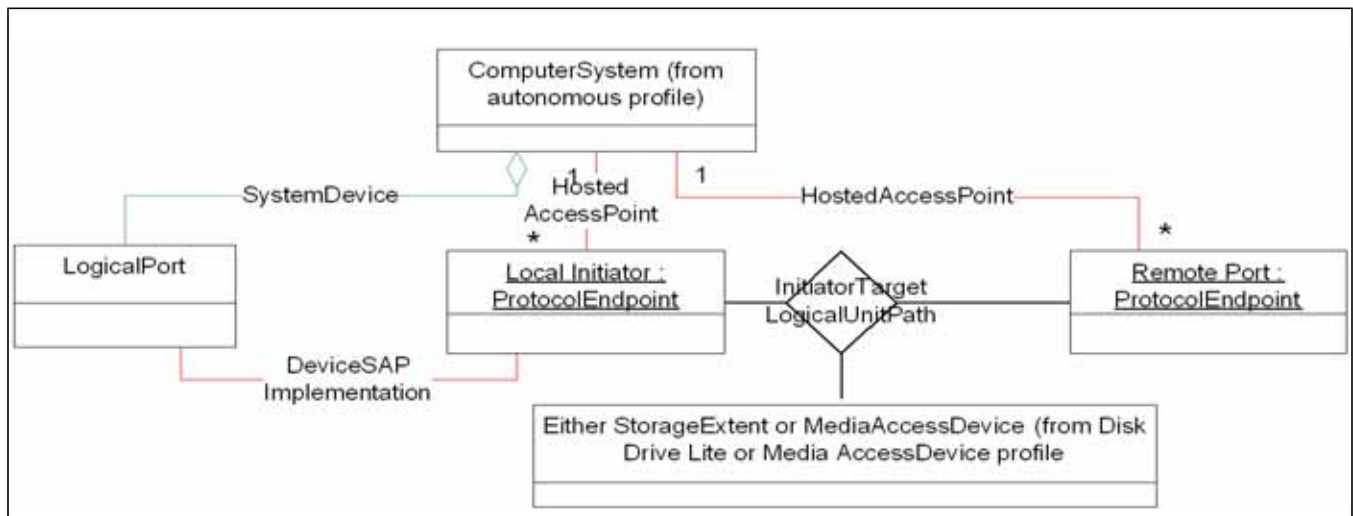 ComputerSystem (from
autonomous profile)
1
1
SystemDevice
Hosted
AccessPoint
HostedAccessPoint
*
*
LogicalPort
Local Initiator :
ProtocolEndpoint
InitiatorTarget
LogicalUnitPath
Remote Port :
ProtocolEndpoint
DeviceSAP
Implementation
Either StorageExtent or MediaAccessDevice (from Disk
Drive Lite or Media AccessDevice profile